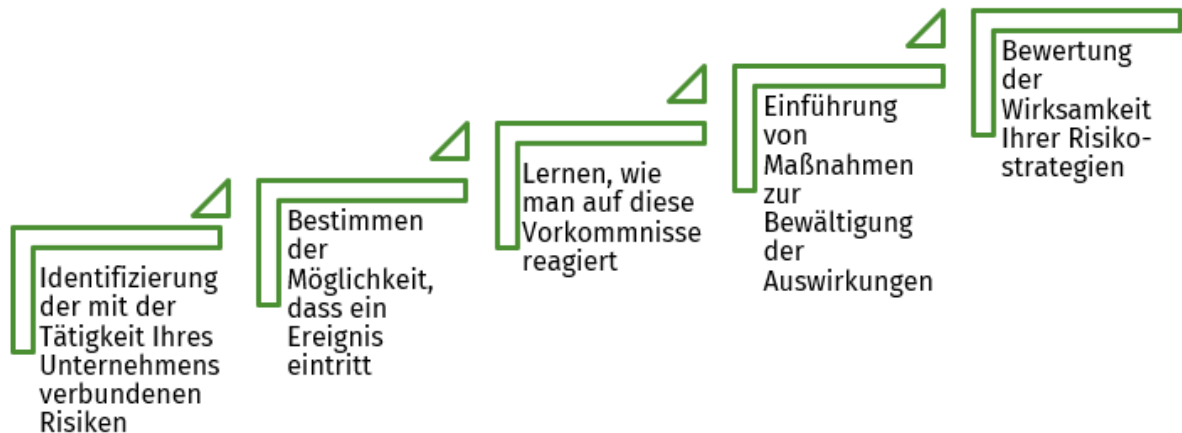 Identifizierung
der mit der
Tätigkeit Ihres
Unternehmens
verbundenen
Risiken
Bestimmen
der
Möglichkeit,
dass ein
Ereignis
eintritt
Lernen, wie
man auf diese
Vorkommnisse
reagiert
Einführung
von
Maßnahmen
zur
Bewältigung
der
Auswirkungen
Bewertung
der
Wirksamkeit
Ihrer Risiko-
strategien